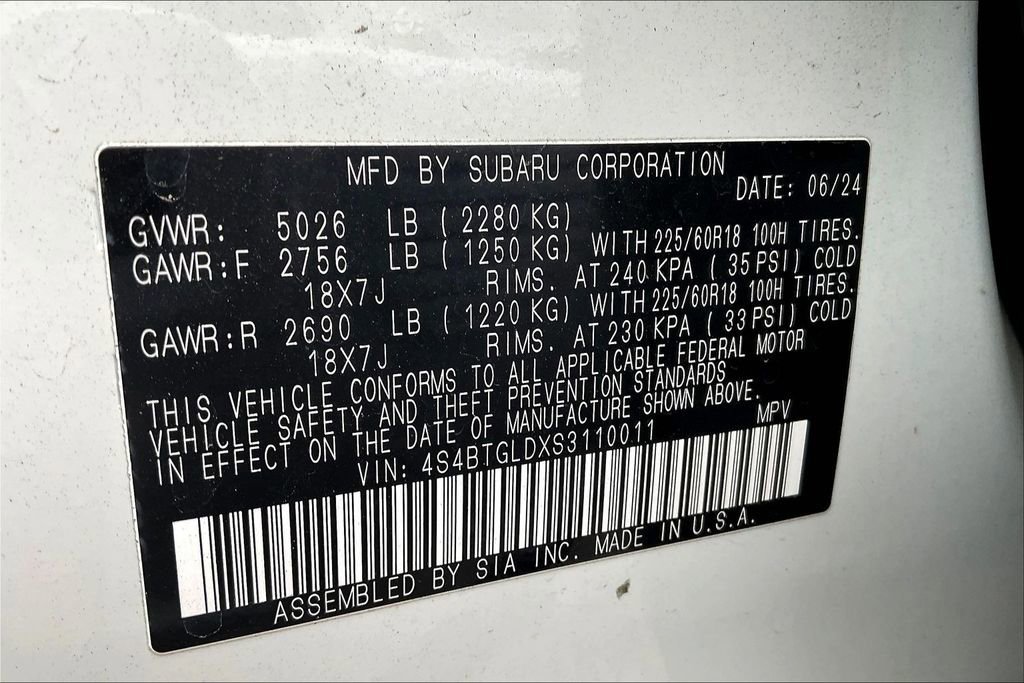 MFD BY SUBARU CORPORATION
DATE: 06/24
GVWR: 5026 LB ( 2280 KG)
GAWR:F 2756 LB ( 1250 KG) WITH 225/60R18 100H TIRES.
18X7J RIMS. AT 240 KPA ( 35 PSI) COLD
GAWR:R 2690 LB ( 1220 KG) WITH 225/60R18 100H TIRES.
18X7J RIMS. AT 230 KPA ( 33 PSI) COLD
THIS VEHICLE CONFORMS TO ALL APPLICABLE FEDERAL MOTOR
VEHICLE SAFETY AND THEFT PREVENTION STANDARDS
IN EFFECT ON THE DATE OF MANUFACTURE SHOWN ABOVE.
VIN: 4S4BTGLDXS3110011 MPV
ASSEMBLED BY SIA INC. MADE IN U.S.A.